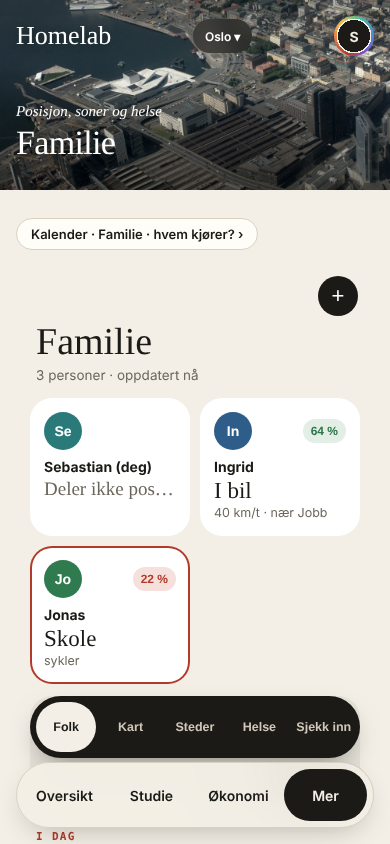 Homelab
Oslo ▾
S
Posisjon, soner og helse
Familie
Kalender · Familie · hvem kjører? ›
+
Familie
3 personer · oppdatert nå
Se
Sebastian (deg)
Deler ikke pos…
In
64 %
Ingrid
I bil
40 km/t · nær Jobb
Jo
22 %
Jonas
Skole
sykler
Folk
Kart
Steder
Helse
Sjekk inn
Oversikt
Studie
Økonomi
Mer
I DAG